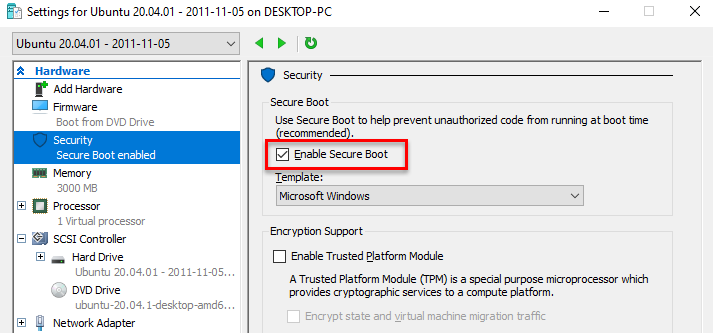 Settings for Ubuntu 20.04.01 - 2011-11-05 on DESKTOP-PC
Ubuntu 20.04.01 - 2011-11-05
Hardware
Add Hardware
Firmware
Boot from DVD Drive
Security
Secure Boot enabled
Memory
3000 MB
Processor
1 Virtual processor
SCSI Controller
Hard Drive
Ubuntu 20.04.01 - 2011-11-05...
DVD Drive
ubuntu-20.04.1-desktop-amd6...
Network Adapter
Security
Secure Boot
Use Secure Boot to help prevent unauthorized code from running at boot time
(recommended).
Enable Secure Boot
Template:
Microsoft Windows
Encryption Support
Enable Trusted Platform Module
A Trusted Platform Module (TPM) is a special purpose microprocessor which
provides cryptographic services to a compute platform.
Encrypt state and virtual machine migration traffic